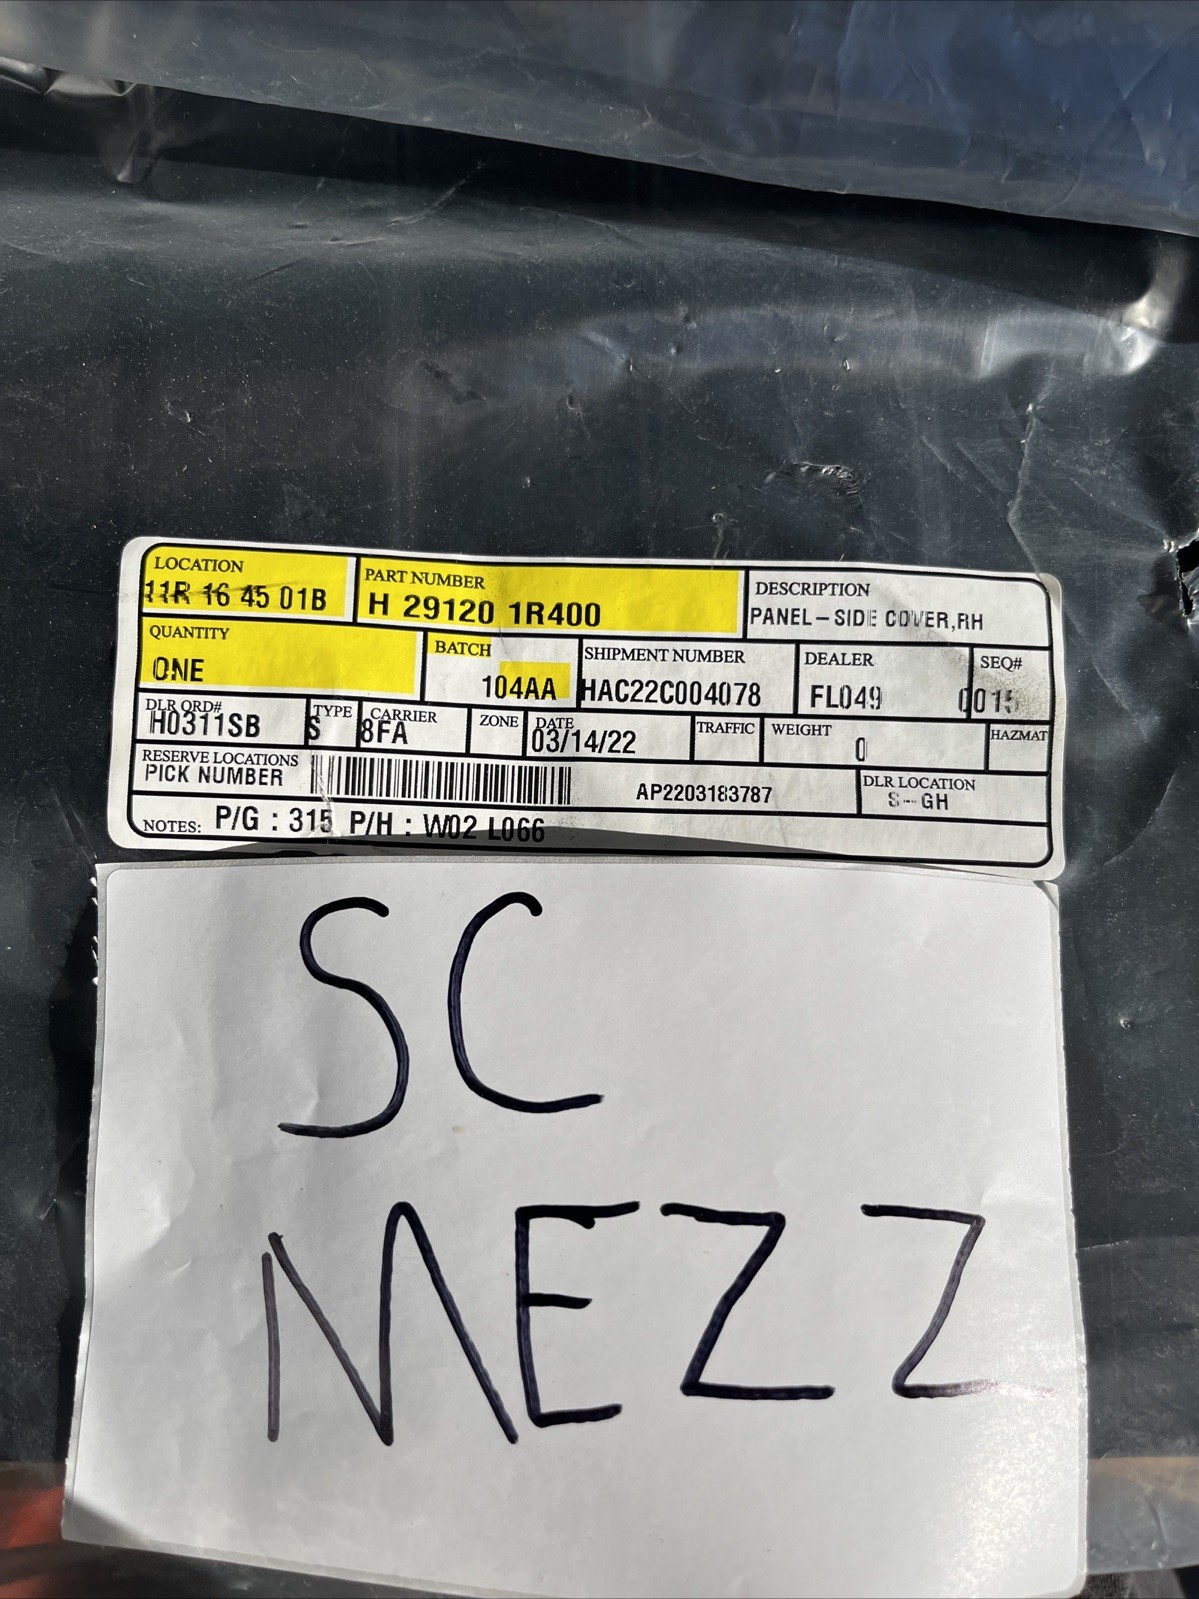 LOCATION PART NUMBER DESCRIPTION
11R 16 45 01B H 29120 1R400 PANEL-SIDE COVER,RH
QUANTITY BATCH SHIPMENT NUMBER DEALER SEQ#
ONE 104AA HAC22C004078 FL049 0015
DLR ORD# TYPE CARRIER ZONE DATE TRAFFIC WEIGHT HAZMAT
H0311SB S 8FA 03/14/22 0
RESERVE LOCATIONS DLR LOCATION
PICK NUMBER AP2203183787 S--GH
NOTES: P/G : 315 P/H : W02 L066
SC
MEZZ